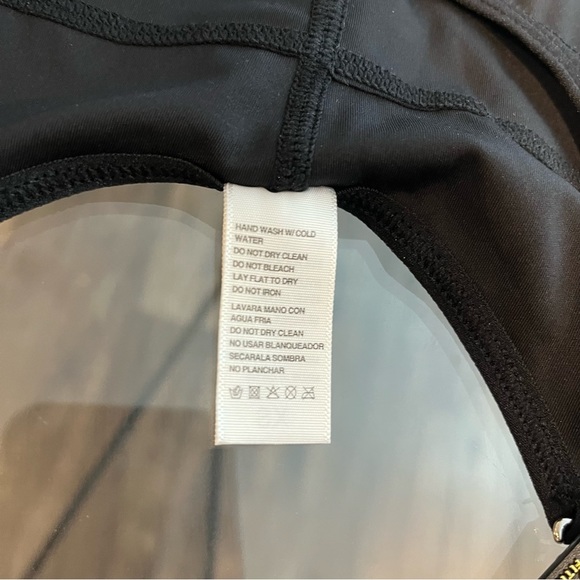 HAND WASH W/ COLD
WATER
DO NOT DRY CLEAN
DO NOT BLEACH
LAY FLAT TO DRY
DO NOT IRON
LAVARA MANO CON
AGUA FRIA
DO NOT DRY CLEAN
NO USAR BLANQUEADOR
SECARALA SOMBRA
NO PLANCHAR